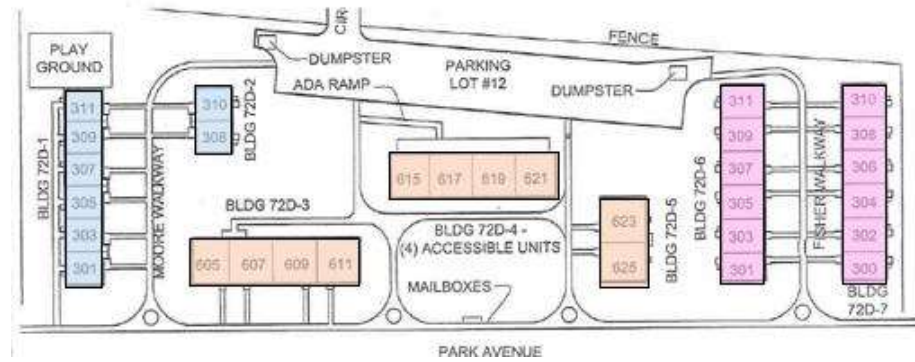 CIR
FENCE
PLAY
GROUND
DUMPSTER
PARKING
LOT #12
ADA RAMP
DUMPSTER
311
309
307
305
303
301
BLDG 72D-1
MOORE WALKWAY
310
308
BLDG 72D-2
615 617 619 621
BLDG 72D-3
605 607 609 611
BLDG 72D-4 -
(4) ACCESSIBLE UNITS
MAILBOXES
623
625
BLDG 72D-5
BLDG 72D-6
311
309
307
305
303
301
FISHER WALKWAY
310
308
306
304
302
300
BLDG
72D-7
PARK AVENUE